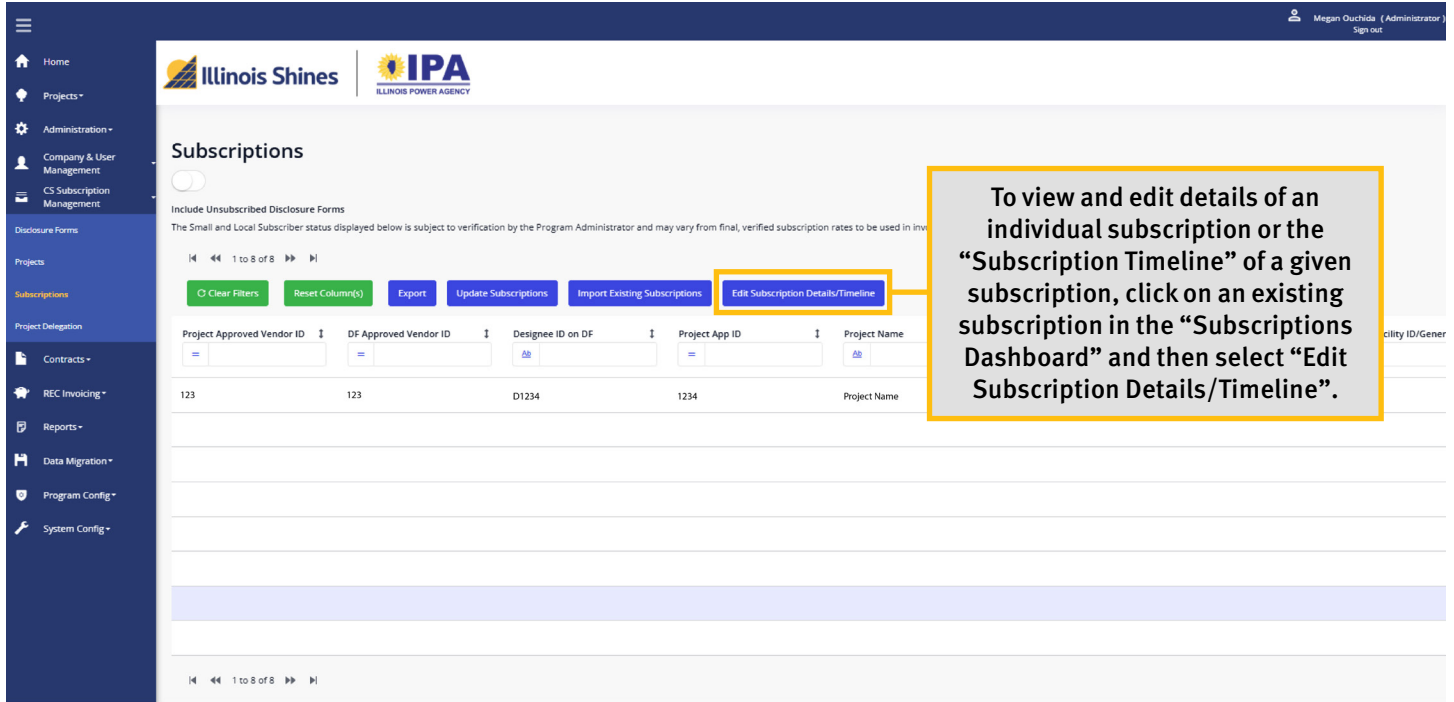 Megan Ouchida ( Administrator )
Sign out
Home
Projects
Administration
Company & User
Management
CS Subscription
Management
Disclosure Forms
Projects
Subscriptions
Project Delegation
Contracts
REC Invoicing
Reports
Data Migration
Program Config
System Config
Illinois Shines
IPA
ILLINOIS POWER AGENCY
Subscriptions
Include Unsubscribed Disclosure Forms
The Small and Local Subscriber status displayed below is subject to verification by the Program Administrator and may vary from final, verified subscription rates to be used in inv
1 to 8 of 8
Clear Filters Reset Column(s) Export Update Subscriptions Import Existing Subscriptions Edit Subscription Details/Timeline
To view and edit details of an
individual subscription or the
“Subscription Timeline” of a given
subscription, click on an existing
subscription in the “Subscriptions
Dashboard” and then select “Edit
Subscription Details/Timeline”.
Project Approved Vendor ID DF Approved Vendor ID Designee ID on DF Project App ID Project Name cility ID/Gener
= = Ab = Ab
123 123 D1234 1234 Project Name
1 to 8 of 8